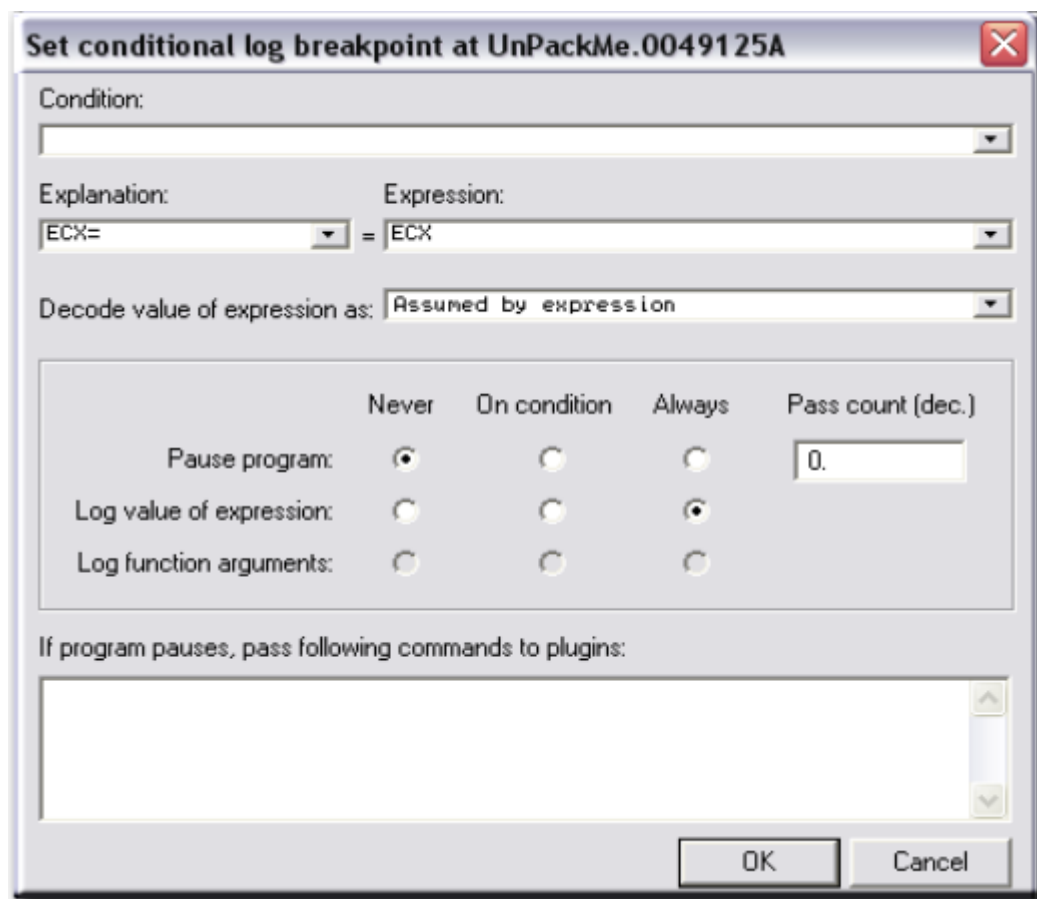 Set conditional log breakpoint at UnPackMe.0049125A
Condition:
Explanation: Expression:
ECX= = ECX
Decode value of expression as: Assumed by expression
Never On condition Always Pass count (dec.)
Pause program: 0.
Log value of expression:
Log function arguments:
If program pauses, pass following commands to plugins:
OK Cancel